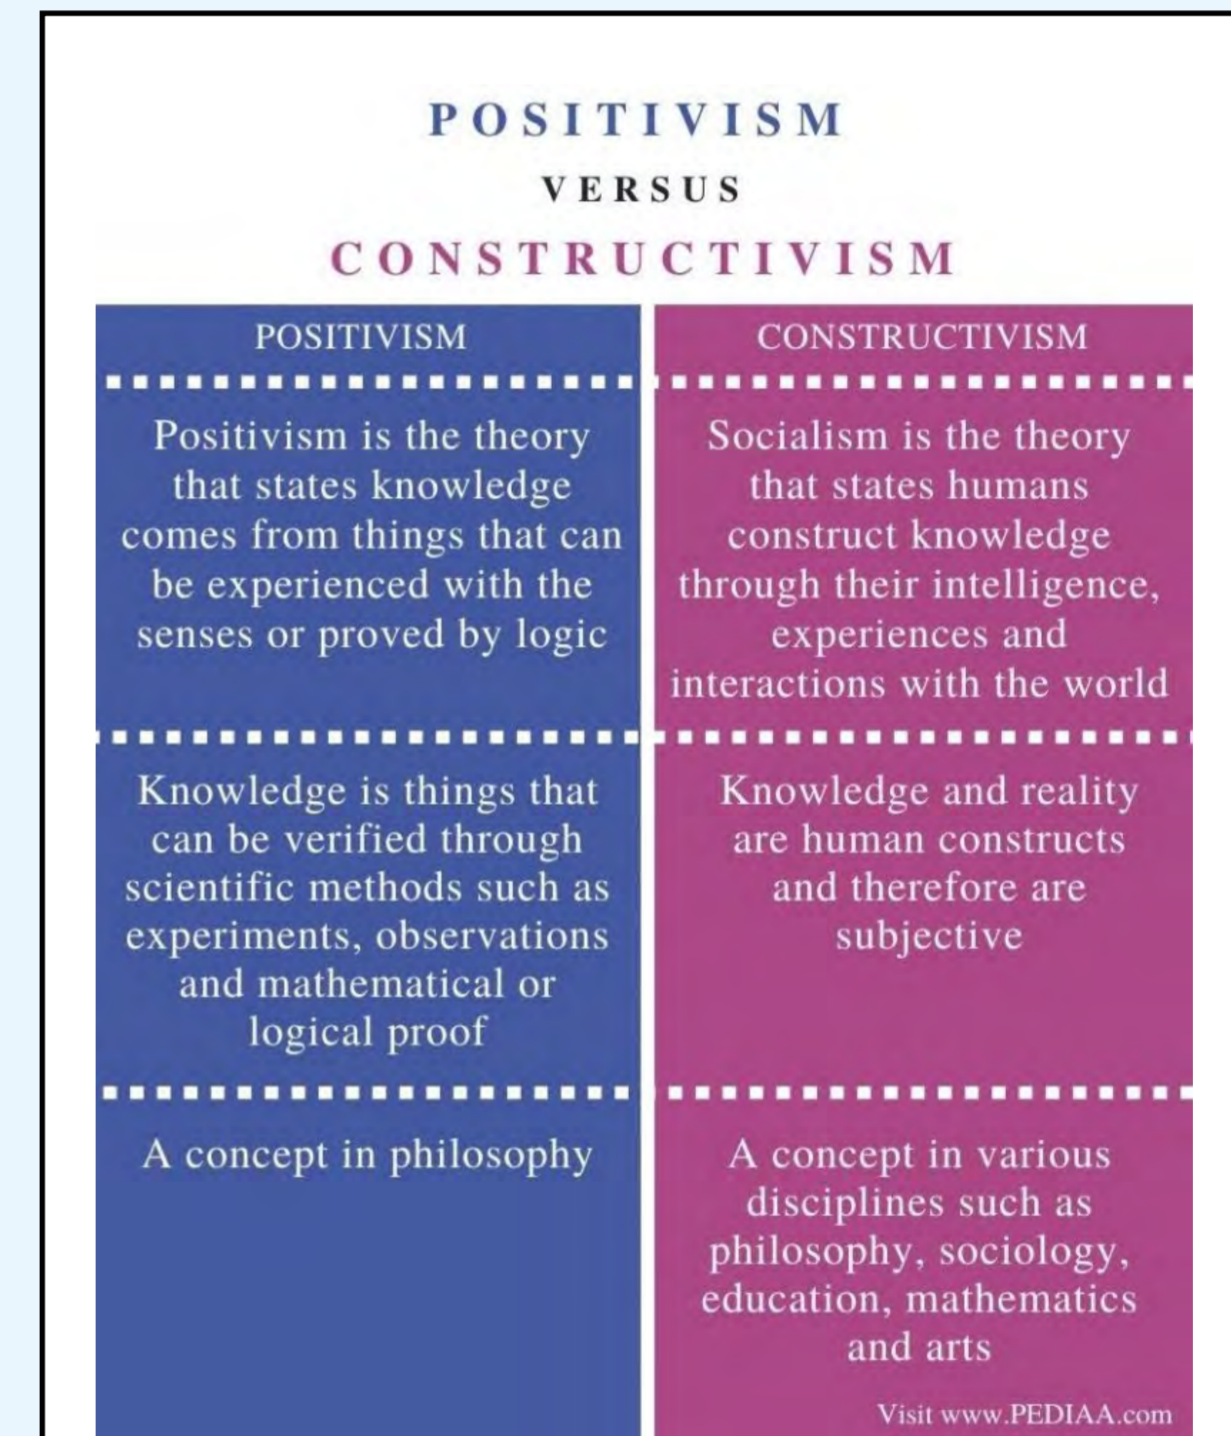 POSITIVISM
VERSUS
CONSTRUCTIVISM
POSITIVISM
Positivism is the theory
that states knowledge
comes from things that can
be experienced with the
senses or proved by logic
Knowledge is things that
can be verified through
scientific methods such as
experiments, observations
and mathematical or
logical proof
A concept in philosophy
CONSTRUCTIVISM
Socialism is the theory
that states humans
construct knowledge
through their intelligence,
experiences and
interactions with the world
Knowledge and reality
are human constructs
and therefore are
subjective
A concept in various
disciplines such as
philosophy, sociology,
education, mathematics
and arts
Visit www.PEDIAA.com